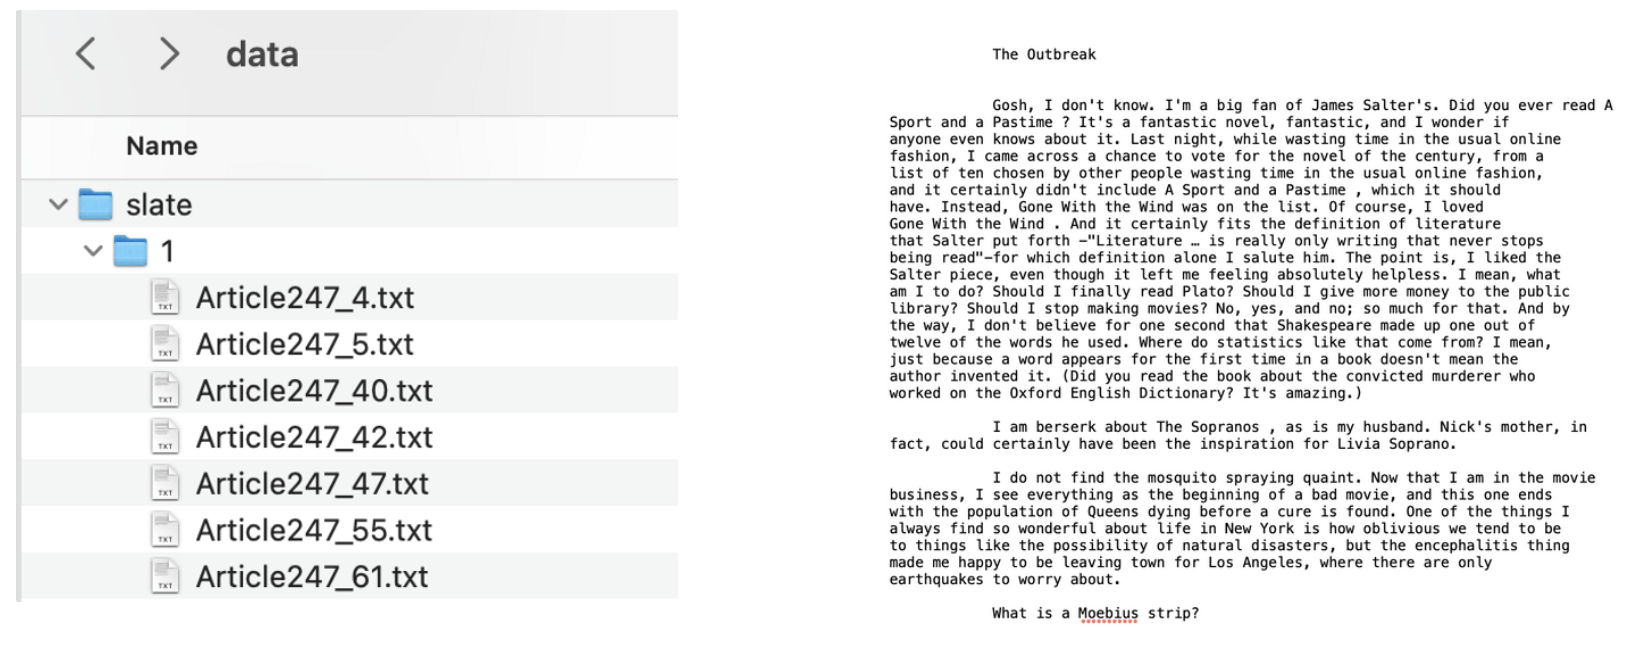 data
Name
slate
1
Article247_4.txt
Article247_5.txt
Article247_40.txt
Article247_42.txt
Article247_47.txt
Article247_55.txt
Article247_61.txt
The Outbreak
Gosh, I don't know. I'm a big fan of James Salter's. Did you ever read A
Sport and a Pastime ? It's a fantastic novel, fantastic, and I wonder if
anyone even knows about it. Last night, while wasting time in the usual online
fashion, I came across a chance to vote for the novel of the century, from a
list of ten chosen by other people wasting time in the usual online fashion,
and it certainly didn't include A Sport and a Pastime , which it should
have. Instead, Gone With the Wind was on the list. Of course, I loved
Gone With the Wind . And it certainly fits the definition of literature
that Salter put forth –"Literature … is really only writing that never stops
being read"–for which definition alone I salute him. The point is, I liked the
Salter piece, even though it left me feeling absolutely helpless. I mean, what
am I to do? Should I finally read Plato? Should I give more money to the public
library? Should I stop making movies? No, yes, and no; so much for that. And by
the way, I don't believe for one second that Shakespeare made up one out of
twelve of the words he used. Where do statistics like that come from? I mean,
just because a word appears for the first time in a book doesn't mean the
author invented it. (Did you read the book about the convicted murderer who
worked on the Oxford English Dictionary? It's amazing.)
I am berserk about The Sopranos , as is my husband. Nick's mother, in
fact, could certainly have been the inspiration for Livia Soprano.
I do not find the mosquito spraying quaint. Now that I am in the movie
business, I see everything as the beginning of a bad movie, and this one ends
with the population of Queens dying before a cure is found. One of the things I
always find so wonderful about life in New York is how oblivious we tend to be
to things like the possibility of natural disasters, but the encephalitis thing
made me happy to be leaving town for Los Angeles, where there are only
earthquakes to worry about.
What is a Moebius strip?